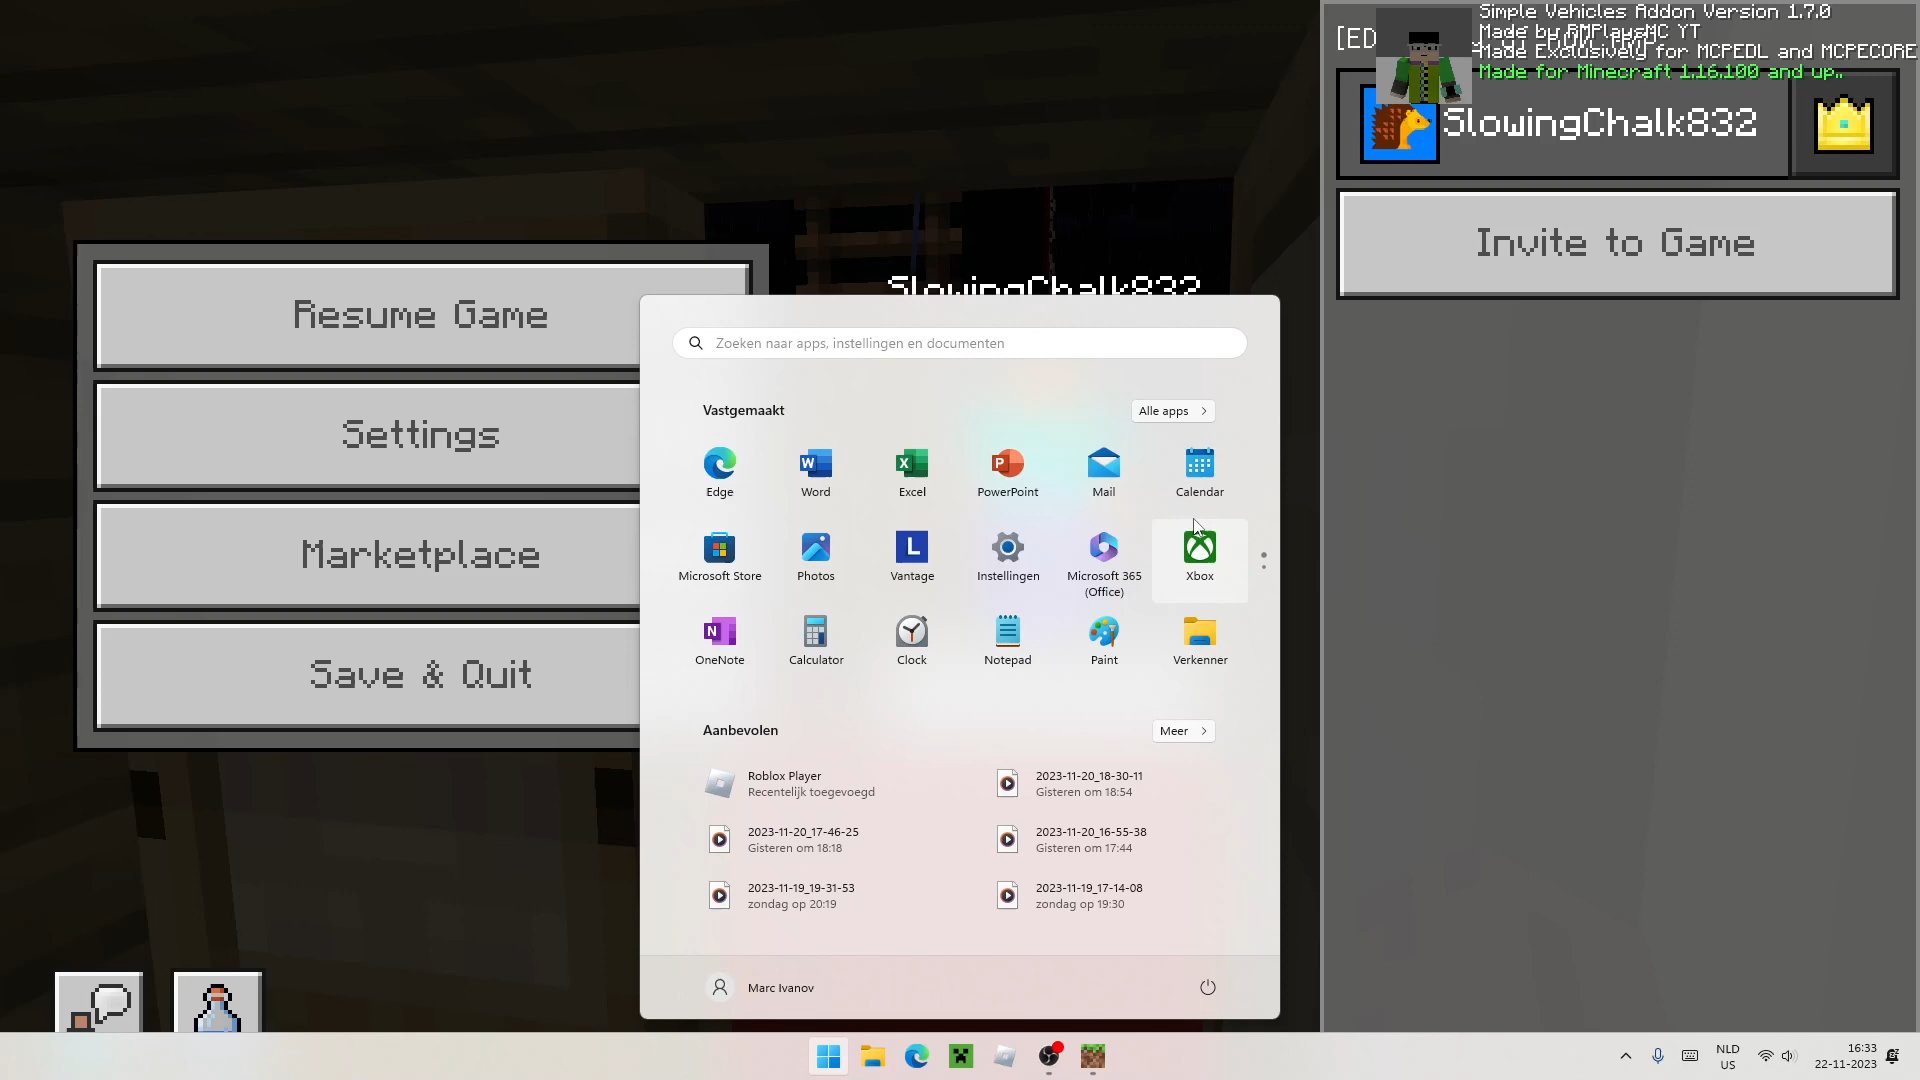 Simple Vehicles Addon Version 1.7.0
Made by RMPlaysMC YT
Made Exclusively for MCPEDL and MCPECORE
Made for Minecraft 1.16.100 and up..
[ED
SlowingChalk832
Invite to Game
Resume Game
Settings
Marketplace
Save & Quit
SlowingChalk832
Zoeken naar apps, instellingen en documenten
Vastgemaakt
Alle apps
Edge
Word
Excel
PowerPoint
Mail
Calendar
Microsoft Store
Photos
Vantage
Instellingen
Microsoft 365
(Office)
Xbox
OneNote
Calculator
Clock
Notepad
Paint
Verkenner
Aanbevolen
Meer
Roblox Player
Recentelijk toegevoegd
2023-11-20_18-30-11
Gisteren om 18:54
2023-11-20_17-46-25
Gisteren om 18:18
2023-11-20_16-55-38
Gisteren om 17:44
2023-11-19_19-31-53
zondag op 20:19
2023-11-19_17-14-08
zondag op 19:30
Marc Ivanov
NLD
US
16:33
22-11-2023